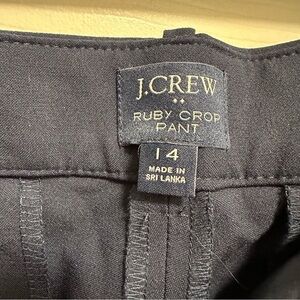 J.CREW
RUBY CROP
PANT
14
MADE IN
SRI LANKA